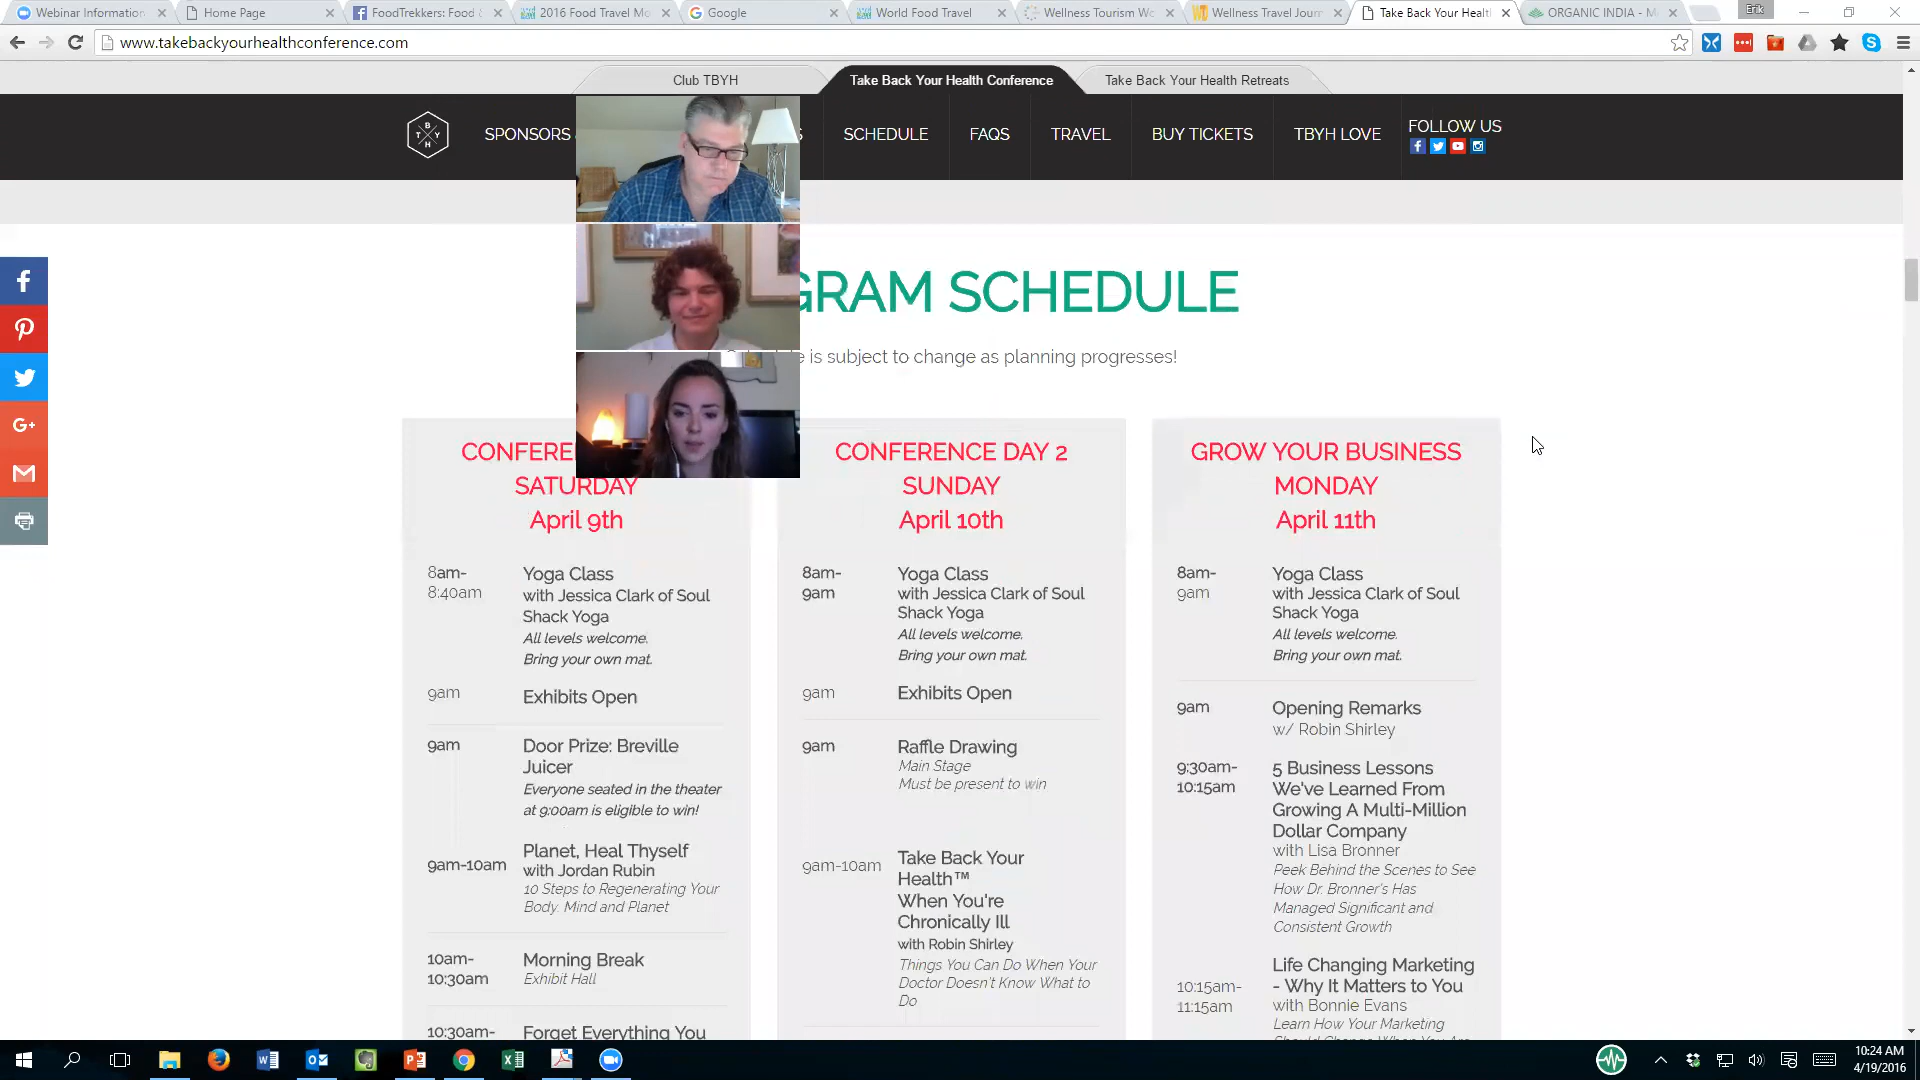 Webinar Information
Home Page
FoodTrekkers: Food &
2016 Food Travel Mo
Google
World Food Travel
Wellness Tourism Wo
Wellness Travel Journ
Take Back Your Healt
ORGANIC INDIA - M
Erik
www.takebackyourhealthconference.com
Club TBYH
Take Back Your Health Conference
Take Back Your Health Retreats
B
T Y
H
SPONSORS
S
SCHEDULE
FAQS
TRAVEL
BUY TICKETS
TBYH LOVE
FOLLOW US
GRAM SCHEDULE
is subject to change as planning progresses!
CONFERE
SATURDAY
April 9th
8am-
8:40am
Yoga Class
with Jessica Clark of Soul
Shack Yoga
All levels welcome.
Bring your own mat.
9am
Exhibits Open
9am
Door Prize: Breville
Juicer
Everyone seated in the theater
at 9:00am is eligible to win!
9am-10am
Planet, Heal Thyself
with Jordan Rubin
10 Steps to Regenerating Your
Body, Mind and Planet
10am-
10:30am
Morning Break
Exhibit Hall
10:30am-
Forget Everything You
CONFERENCE DAY 2
SUNDAY
April 10th
8am-
9am
Yoga Class
with Jessica Clark of Soul
Shack Yoga
All levels welcome.
Bring your own mat.
9am
Exhibits Open
9am
Raffle Drawing
Main Stage
Must be present to win
9am-10am
Take Back Your
Health™
When You're
Chronically Ill
with Robin Shirley
Things You Can Do When Your
Doctor Doesn't Know What to
Do
GROW YOUR BUSINESS
MONDAY
April 11th
8am-
9am
Yoga Class
with Jessica Clark of Soul
Shack Yoga
All levels welcome.
Bring your own mat.
9am
Opening Remarks
w/ Robin Shirley
9:30am-
10:15am
5 Business Lessons
We've Learned From
Growing A Multi-Million
Dollar Company
with Lisa Bronner
Peek Behind the Scenes to See
How Dr. Bronner's Has
Managed Significant and
Consistent Growth
10:15am-
11:15am
Life Changing Marketing
- Why It Matters to You
with Bonnie Evans
Learn How Your Marketing
10:24 AM
4/19/2016